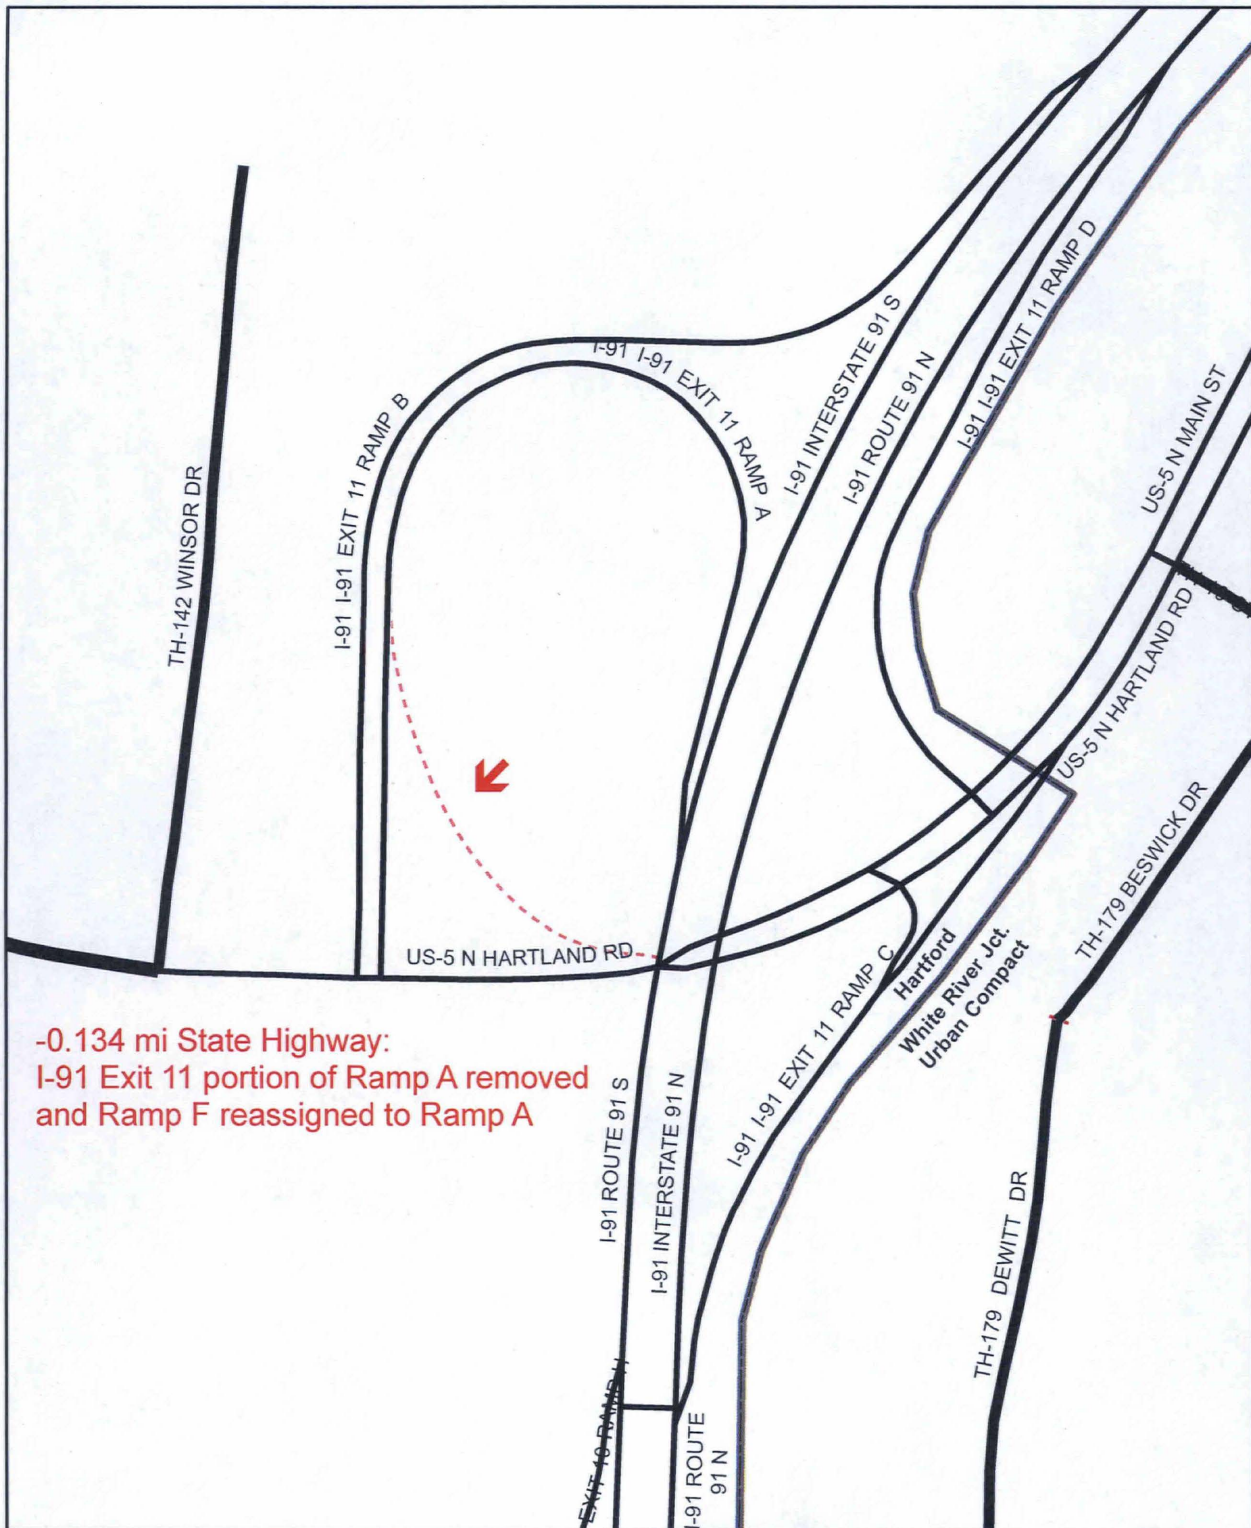 I-91 I-91 EXIT 11 RAMP D
I-91 INTERSTATE 91 S
I-91 ROUTE 91 N
I-91 I-91 EXIT 11 RAMP A
I-91 I-91 EXIT 11 RAMP B
US-5 N MAIN ST
TH-142 WINSOR DR
US-5 N HARTLAND RD
TH-179 BESWICK DR
US-5 N HARTLAND RD
I-91 I-91 EXIT 11 RAMP C
Hartford
White River Jct.
Urban Compact
-0.134 mi State Highway:
I-91 Exit 11 portion of Ramp A removed
and Ramp F reassigned to Ramp A
I-91 ROUTE 91 S
I-91 INTERSTATE 91 N
TH-179 DEWITT DR
EXIT 10 RAMP H
I-91 ROUTE
91 N